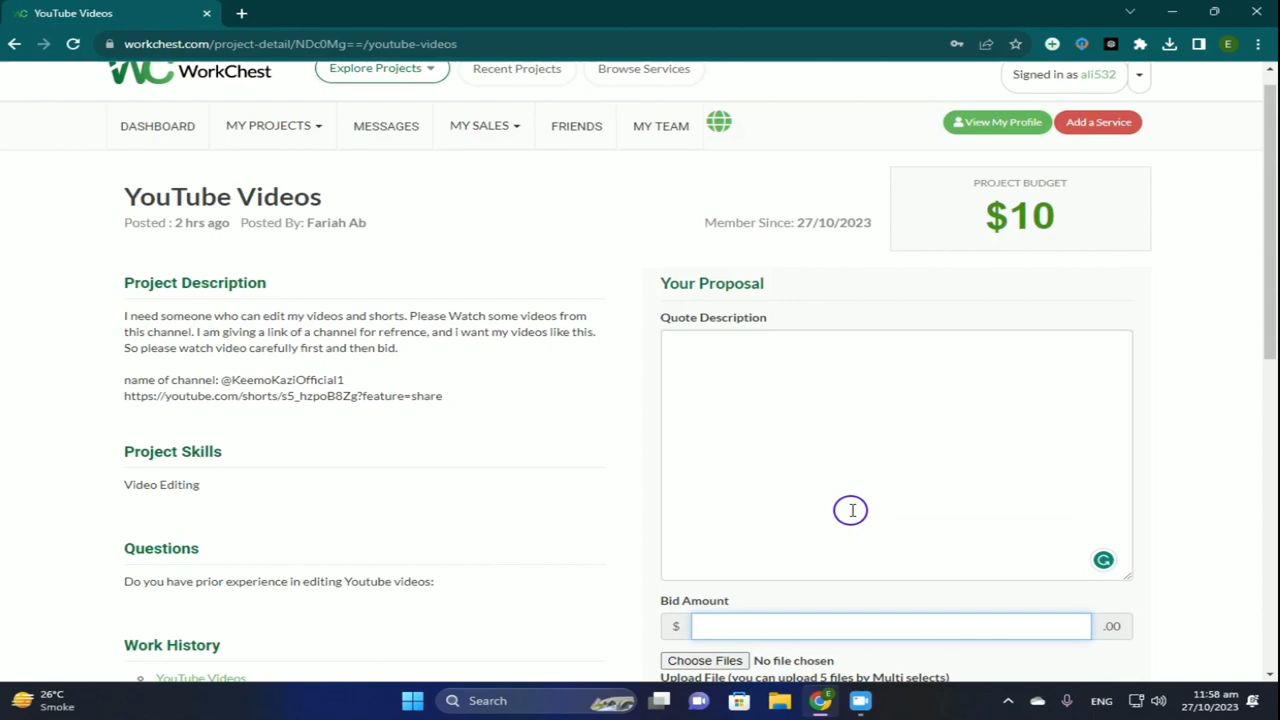 YouTube Videos
workchest.com/project-detail/NDc0Mg==/youtube-videos
E
WC WorkChest
Explore Projects
Recent Projects
Browse Services
Signed in as ali532
DASHBOARD
MY PROJECTS
MESSAGES
MY SALES
FRIENDS
MY TEAM
View My Profile
Add a Service
YouTube Videos
Posted : 2 hrs ago Posted By: Fariah Ab
Member Since: 27/10/2023
PROJECT BUDGET
$10
Project Description
I need someone who can edit my videos and shorts. Please Watch some videos from
this channel. I am giving a link of a channel for refrence, and i want my videos like this.
So please watch video carefully first and then bid.
name of channel: @KeemoKaziOfficial1
https://youtube.com/shorts/s5_hzpoB8Zg?feature=share
Project Skills
Video Editing
Questions
Do you have prior experience in editing Youtube videos:
Work History
YouTube Videos
Your Proposal
Quote Description
Bid Amount
$ .00
Choose Files No file chosen
Upload File (you can upload 5 files by Multi selects)
26°C
Smoke
Search
ENG
11:58 am
27/10/2023